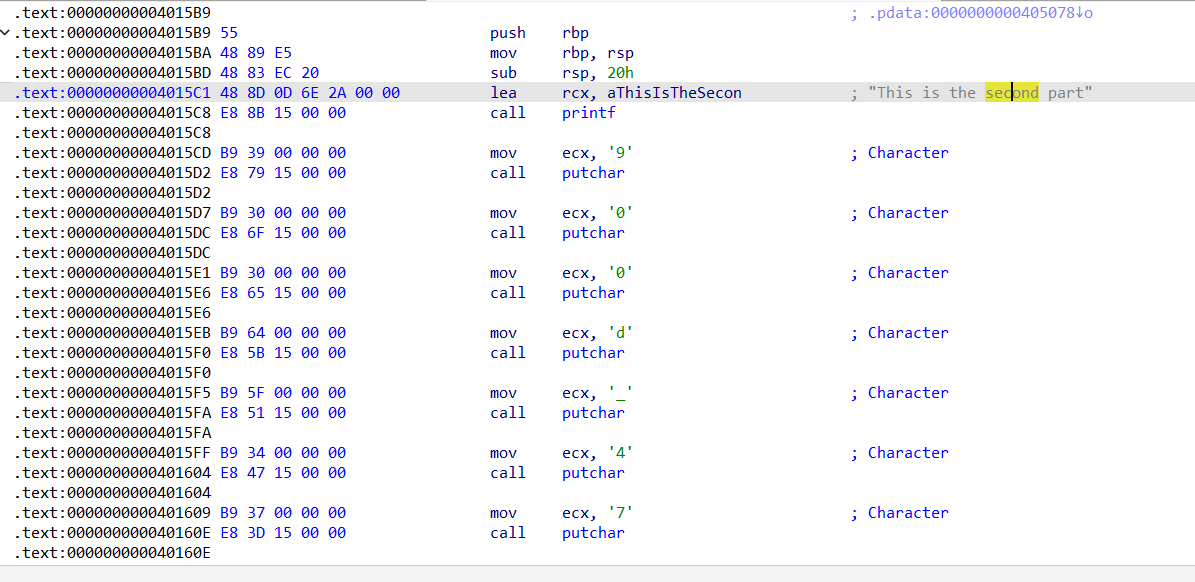 .text:00000000004015B9 ; .pdata:0000000000405078↓o
.text:00000000004015B9 55 push rbp
.text:00000000004015BA 48 89 E5 mov rbp, rsp
.text:00000000004015BD 48 83 EC 20 sub rsp, 20h
.text:00000000004015C1 48 8D 0D 6E 2A 00 00 lea rcx, aThisIsTheSecon ; "This is the second part"
.text:00000000004015C8 E8 8B 15 00 00 call printf
.text:00000000004015C8
.text:00000000004015CD B9 39 00 00 00 mov ecx, '9' ; Character
.text:00000000004015D2 E8 79 15 00 00 call putchar
.text:00000000004015D2
.text:00000000004015D7 B9 30 00 00 00 mov ecx, '0' ; Character
.text:00000000004015DC E8 6F 15 00 00 call putchar
.text:00000000004015DC
.text:00000000004015E1 B9 30 00 00 00 mov ecx, '0' ; Character
.text:00000000004015E6 E8 65 15 00 00 call putchar
.text:00000000004015E6
.text:00000000004015EB B9 64 00 00 00 mov ecx, 'd' ; Character
.text:00000000004015F0 E8 5B 15 00 00 call putchar
.text:00000000004015F0
.text:00000000004015F5 B9 5F 00 00 00 mov ecx, '_' ; Character
.text:00000000004015FA E8 51 15 00 00 call putchar
.text:00000000004015FA
.text:00000000004015FF B9 34 00 00 00 mov ecx, '4' ; Character
.text:0000000000401604 E8 47 15 00 00 call putchar
.text:0000000000401604
.text:0000000000401609 B9 37 00 00 00 mov ecx, '7' ; Character
.text:000000000040160E E8 3D 15 00 00 call putchar
.text:000000000040160E